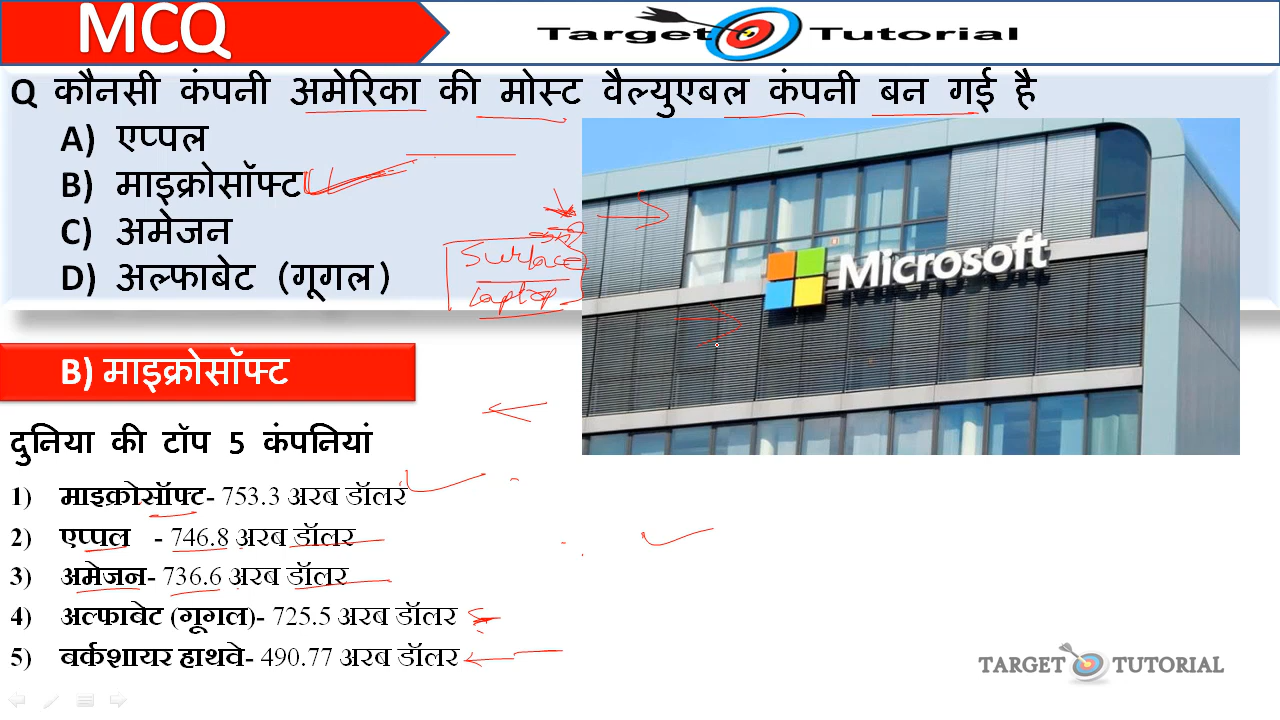 MCQ
Target Tutorial
Q कौनसी कंपनी अमेरिका की मोस्ट वैल्युएबल कंपनी बन गई है
A) एप्पल
B) माइक्रोसॉफ्ट
C) अमेजन
D) अल्फाबेट (गूगल)
Surface
Laptop
Microsoft
B) माइक्रोसॉफ्ट
दुनिया की टॉप 5 कंपनियां
1) माइक्रोसॉफ्ट- 753.3 अरब डॉलर
2) एप्पल - 746.8 अरब डॉलर
3) अमेजन- 736.6 अरब डॉलर
4) अल्फाबेट (गूगल)- 725.5 अरब डॉलर
5) वर्कशायर हाथवे- 490.77 अरब डॉलर
TARGET TUTORIAL